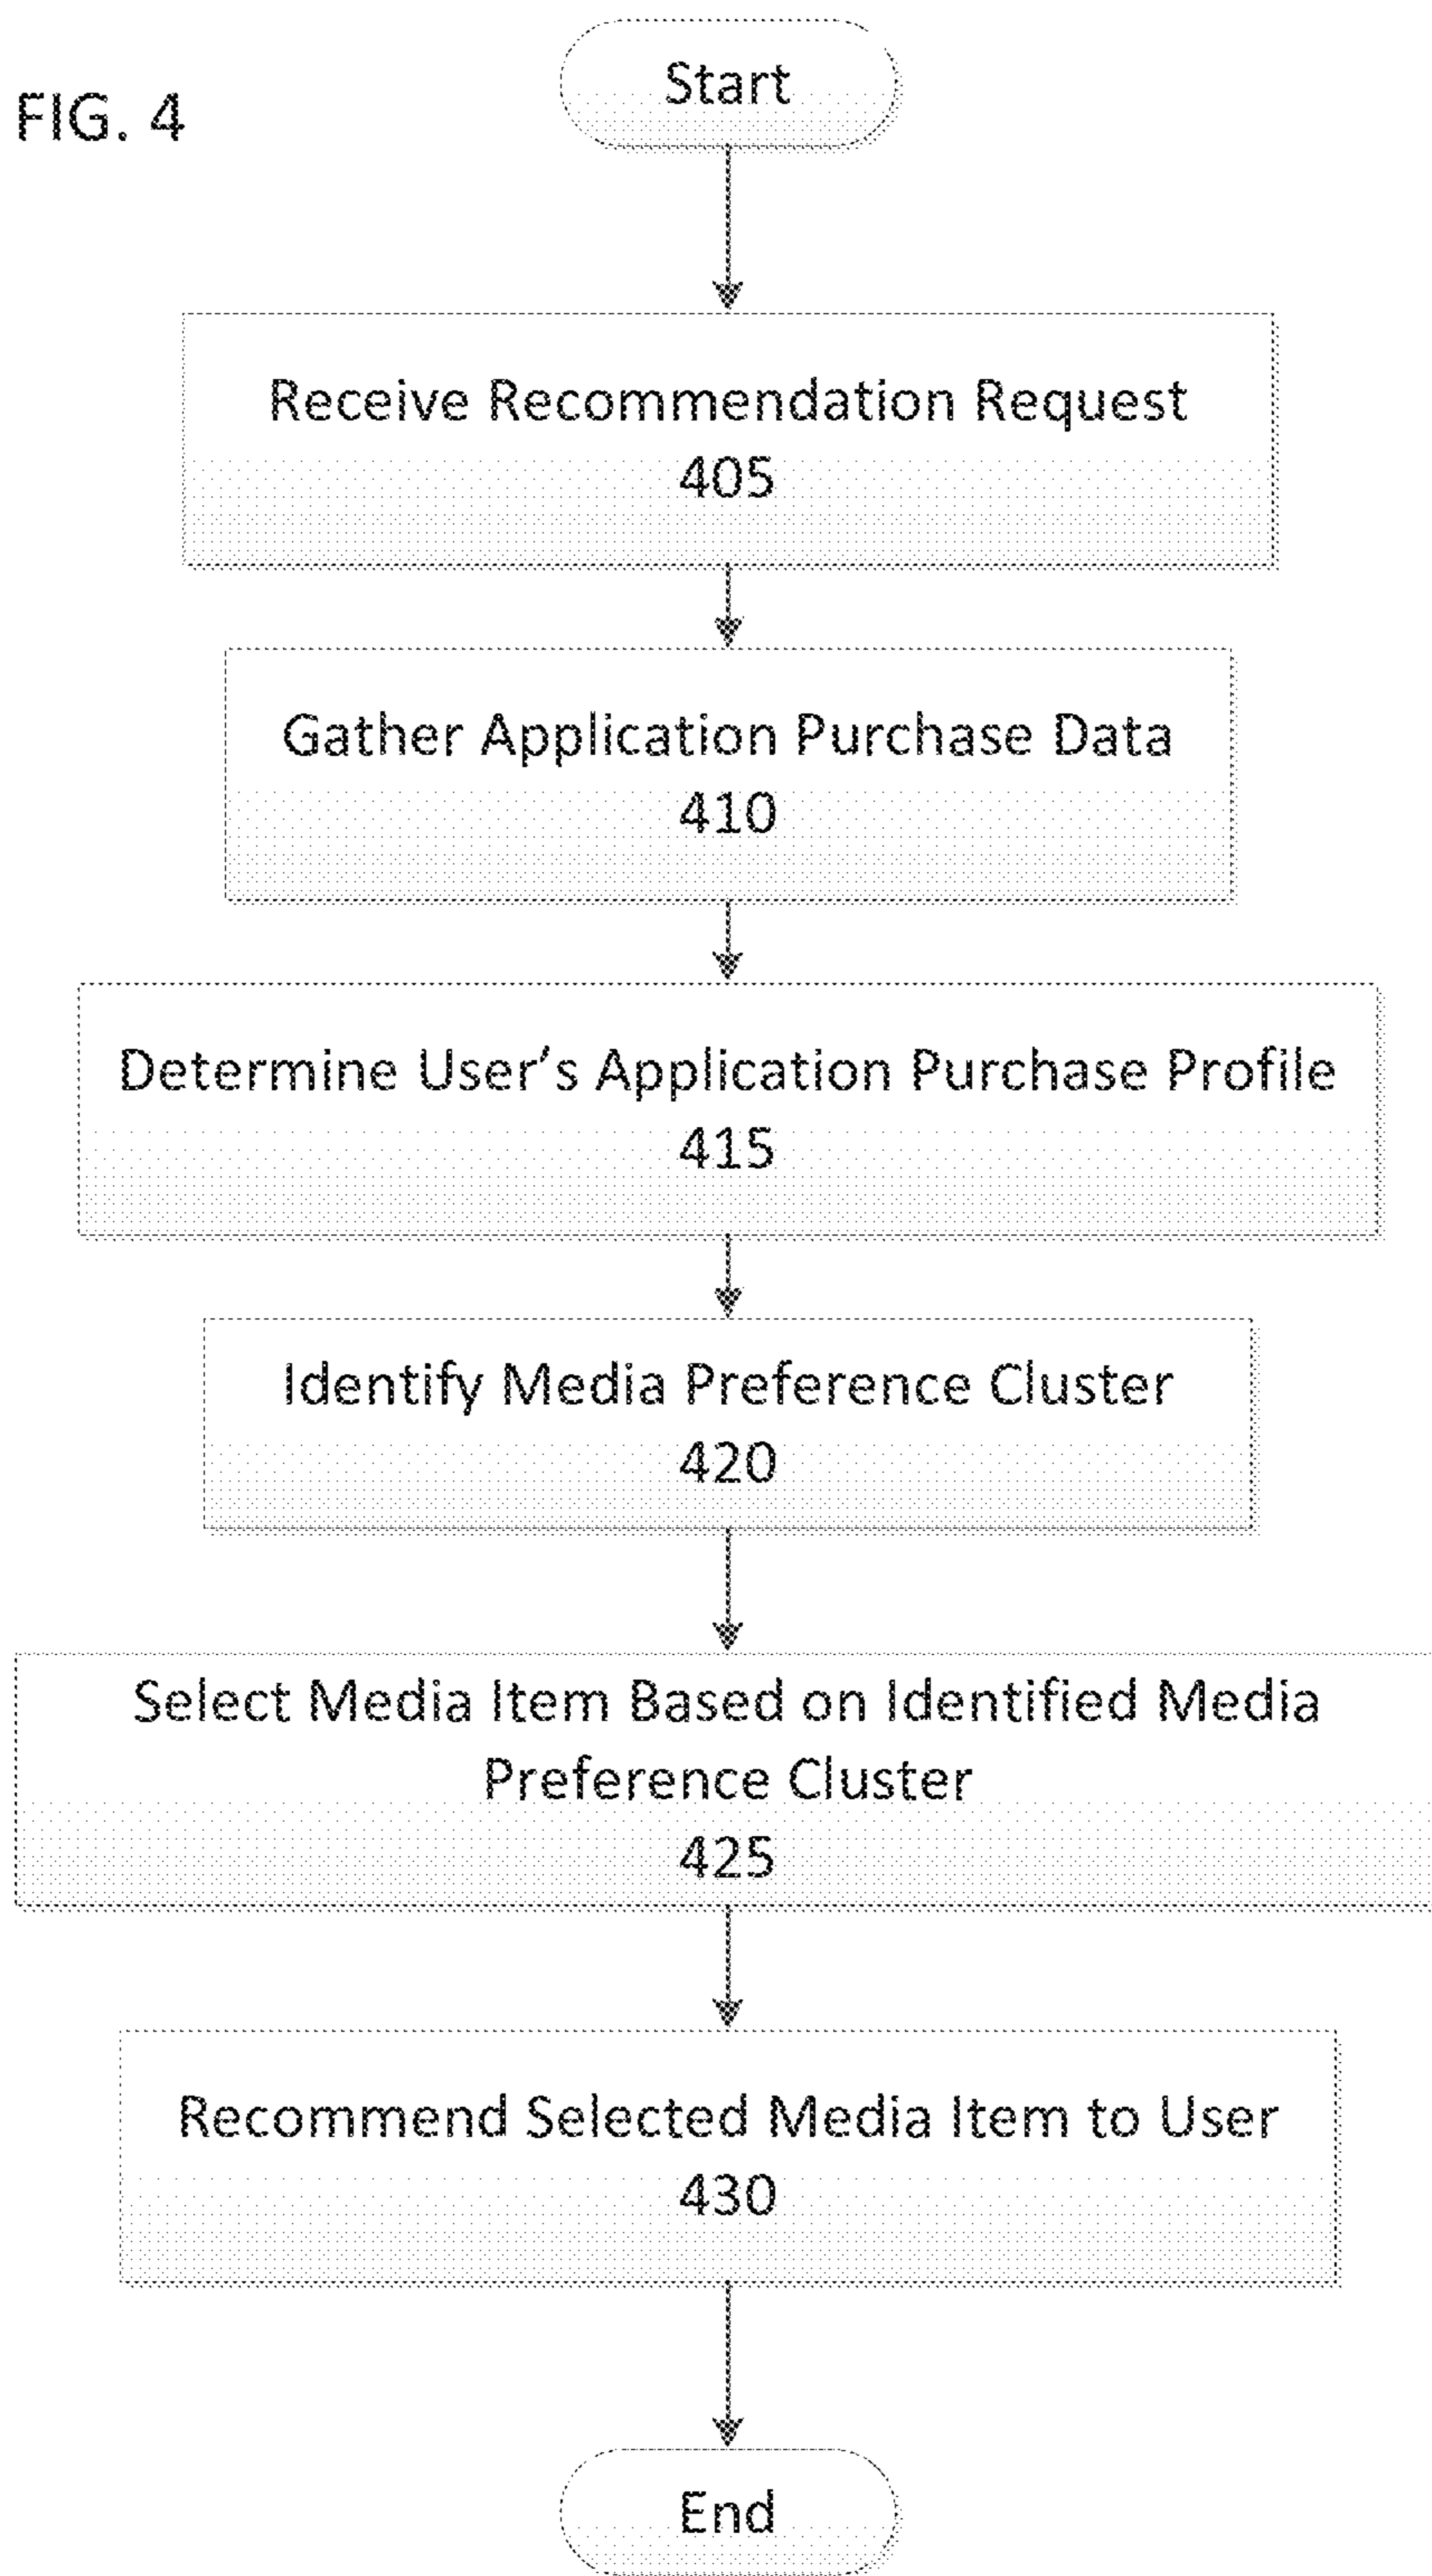 FIG. 4
Start
Receive Recommendation Request
405
Gather Application Purchase Data
410
Determine User's Application Purchase Profile
415
Identify Media Preference Cluster
420
Select Media Item Based on Identified Media
Preference Cluster
425
Recommend Selected Media Item to User
430
End